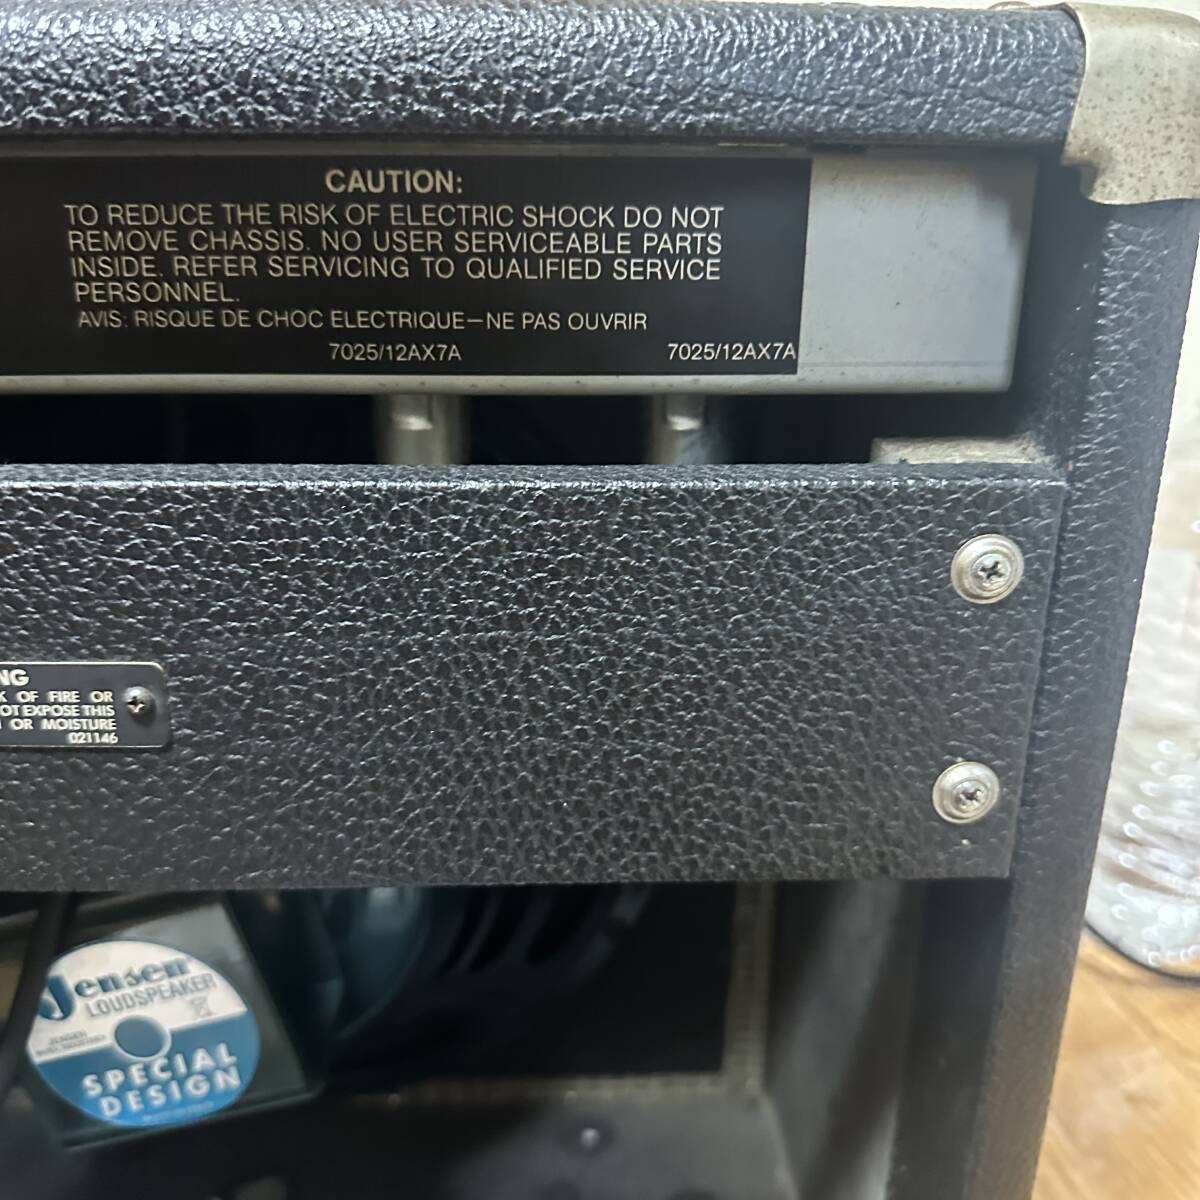 CAUTION:
TO REDUCE THE RISK OF ELECTRIC SHOCK DO NOT
REMOVE CHASSIS. NO USER SERVICEABLE PARTS
INSIDE. REFER SERVICING TO QUALIFIED SERVICE
PERSONNEL.
AVIS: RISQUE DE CHOC ELECTRIQUE—NE PAS OUVRIR
7025/12AX7A 7025/12AX7A
NG
K OF FIRE OR
OT EXPOSE THIS
OR MOISTURE
021146
Jensen
LOUDSPEAKER
SPECIAL
DESIGN